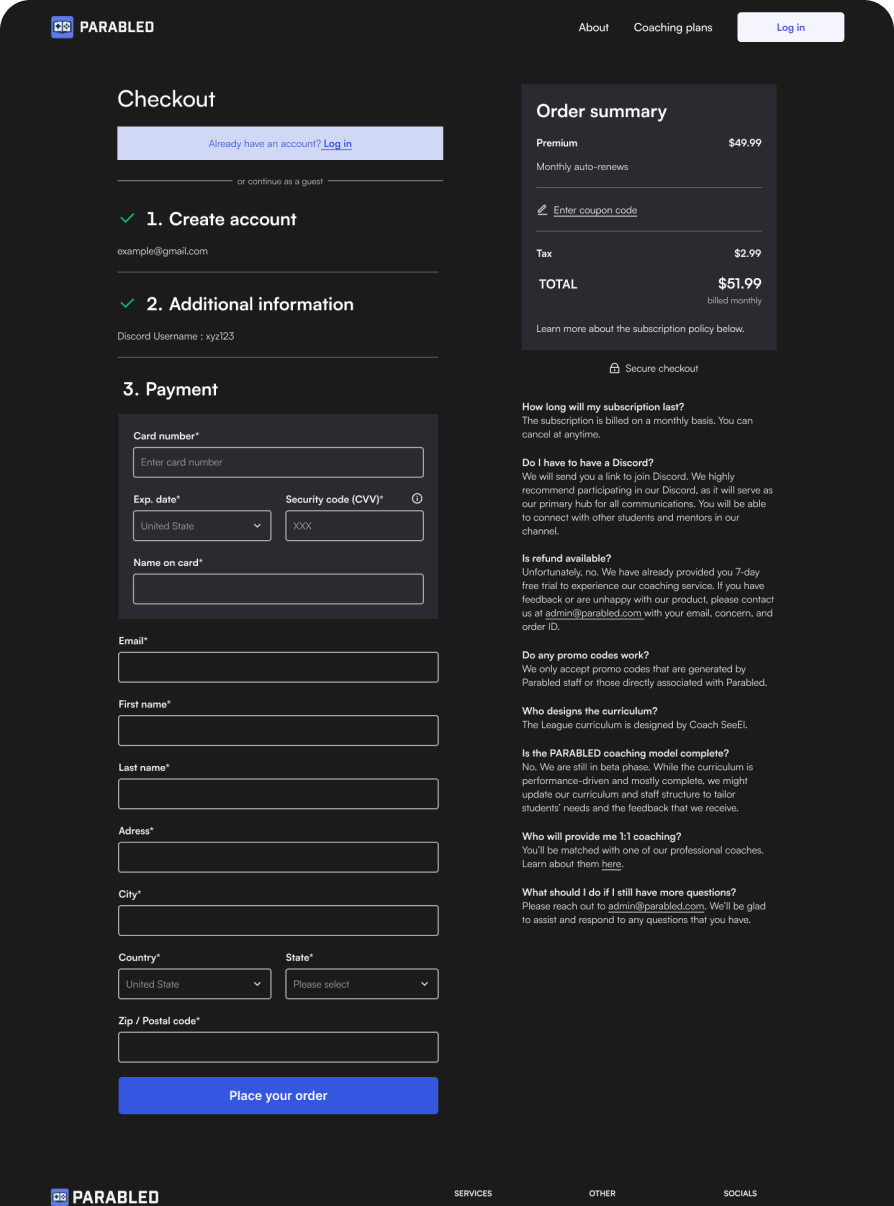 PARABLED
About
Coaching plans
Log in
Checkout
Already have an account? Log in
or continue as a guest
1. Create account
example@gmail.com
2. Additional information
Discord Username : xyz123
3. Payment
Card number*
Enter card number
Exp. date*
Security code (CVV)*
United State
XXX
Name on card*
Email*
First name*
Last name*
Adress*
City*
Country*
State*
United State
Please select
Zip / Postal code*
Place your order
Order summary
Premium
$49.99
Monthly auto-renews
Enter coupon code
Tax
$2.99
TOTAL
$51.99
billed monthly
Learn more about the subscription policy below.
Secure checkout
How long will my subscription last?
The subscription is billed on a monthly basis. You can
cancel at anytime.
Do I have to have a Discord?
We will send you a link to join Discord. We highly
recommend participating in our Discord, as it will serve as
our primary hub for all communications. You will be able
to connect with other students and mentors in our
channel.
Is refund available?
Unfortunately, no. We have already provided you 7-day
free trial to experience our coaching service. If you have
feedback or are unhappy with our product, please contact
us at admin@parabled.com with your email, concern, and
order ID.
Do any promo codes work?
We only accept promo codes that are generated by
Parabled staff or those directly associated with Parabled.
Who designs the curriculum?
The League curriculum is designed by Coach SeeEl.
Is the PARABLED coaching model complete?
No. We are still in beta phase. While the curriculum is
performance-driven and mostly complete, we might
update our curriculum and staff structure to tailor
students' needs and the feedback that we receive.
Who will provide me 1:1 coaching?
You'll be matched with one of our professional coaches.
Learn about them here.
What should I do if I still have more questions?
Please reach out to admin@parabled.com. We'll be glad
to assist and respond to any questions that you have.
PARABLED
SERVICES
OTHER
SOCIALS